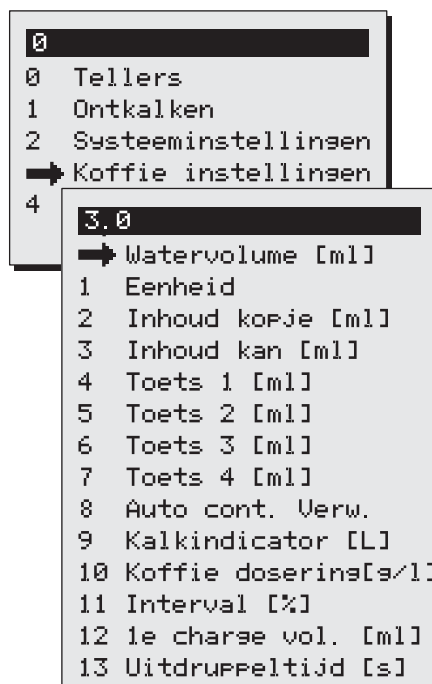 0
0 Tellers
1 Ontkalken
2 Systeeminstellingen
Koffie instellingen
4
3.0
Watervolume [ml]
1 Eenheid
2 Inhoud kopje [ml]
3 Inhoud kan [ml]
4 Toets 1 [ml]
5 Toets 2 [ml]
6 Toets 3 [ml]
7 Toets 4 [ml]
8 Auto cont. Verw.
9 Kalkindicator [L]
10 Koffie dosering[g/l]
11 Interval [%]
12 1e charge vol. [ml]
13 Uitdruppeltijd [s]